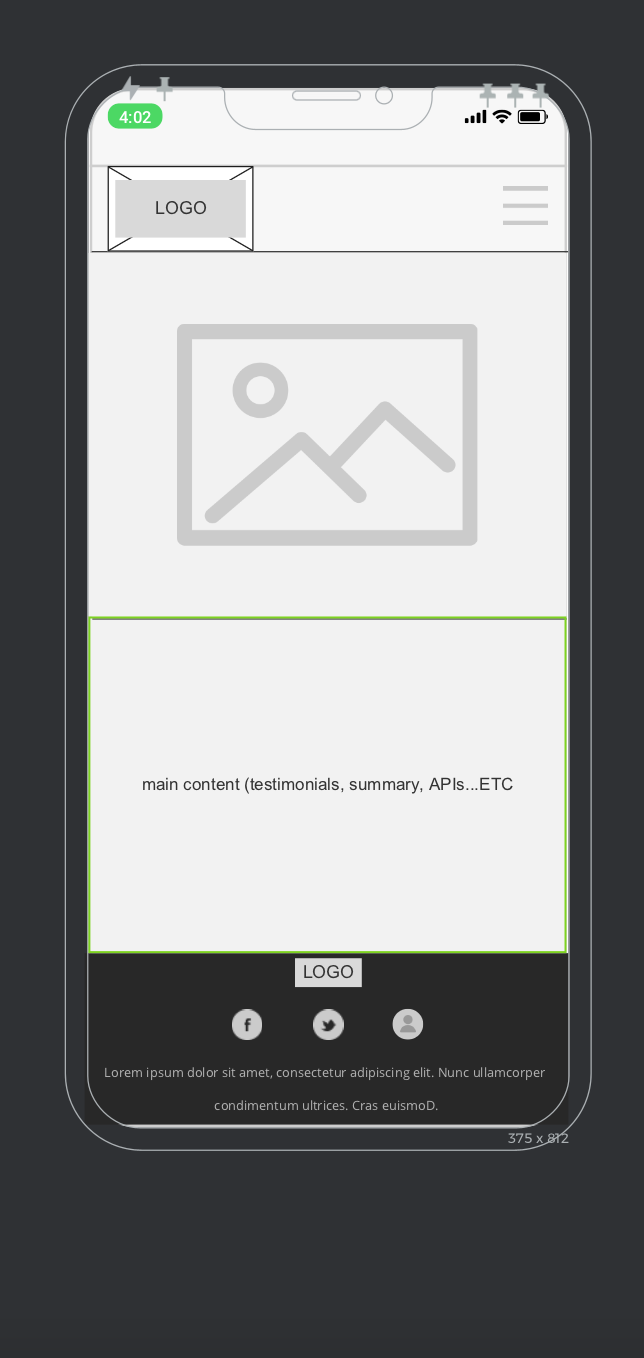 4:02
LOGO
main content (testimonials, summary, APIs...ETC
LOGO
Lorem ipsum dolor sit amet, consectetur adipiscing elit. Nunc ullamcorper
condimentum ultrices. Cras euismoD.
375 x 812